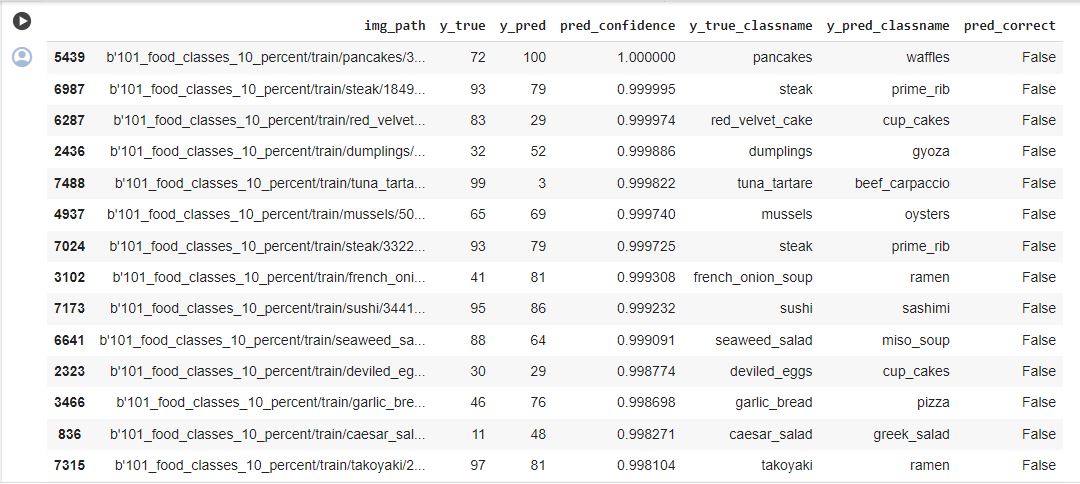 img_path y_true y_pred pred_confidence y_true_classname y_pred_classname pred_correct
5439 b'101_food_classes_10_percent/train/pancakes/3... 72 100 1.000000 pancakes waffles False
6987 b'101_food_classes_10_percent/train/steak/1849... 93 79 0.999995 steak prime_rib False
6287 b'101_food_classes_10_percent/train/red_velvet... 83 29 0.999974 red_velvet_cake cup_cakes False
2436 b'101_food_classes_10_percent/train/dumplings/... 32 52 0.999886 dumplings gyoza False
7488 b'101_food_classes_10_percent/train/tuna_tarta... 99 3 0.999822 tuna_tartare beef_carpaccio False
4937 b'101_food_classes_10_percent/train/mussels/50... 65 69 0.999740 mussels oysters False
7024 b'101_food_classes_10_percent/train/steak/3322... 93 79 0.999725 steak prime_rib False
3102 b'101_food_classes_10_percent/train/french_oni... 41 81 0.999308 french_onion_soup ramen False
7173 b'101_food_classes_10_percent/train/sushi/3441... 95 86 0.999232 sushi sashimi False
6641 b'101_food_classes_10_percent/train/seaweed_sa... 88 64 0.999091 seaweed_salad miso_soup False
2323 b'101_food_classes_10_percent/train/deviled_eg... 30 29 0.998774 deviled_eggs cup_cakes False
3466 b'101_food_classes_10_percent/train/garlic_bre... 46 76 0.998698 garlic_bread pizza False
836 b'101_food_classes_10_percent/train/caesar_sal... 11 48 0.998271 caesar_salad greek_salad False
7315 b'101_food_classes_10_percent/train/takoyaki/2... 97 81 0.998104 takoyaki ramen False